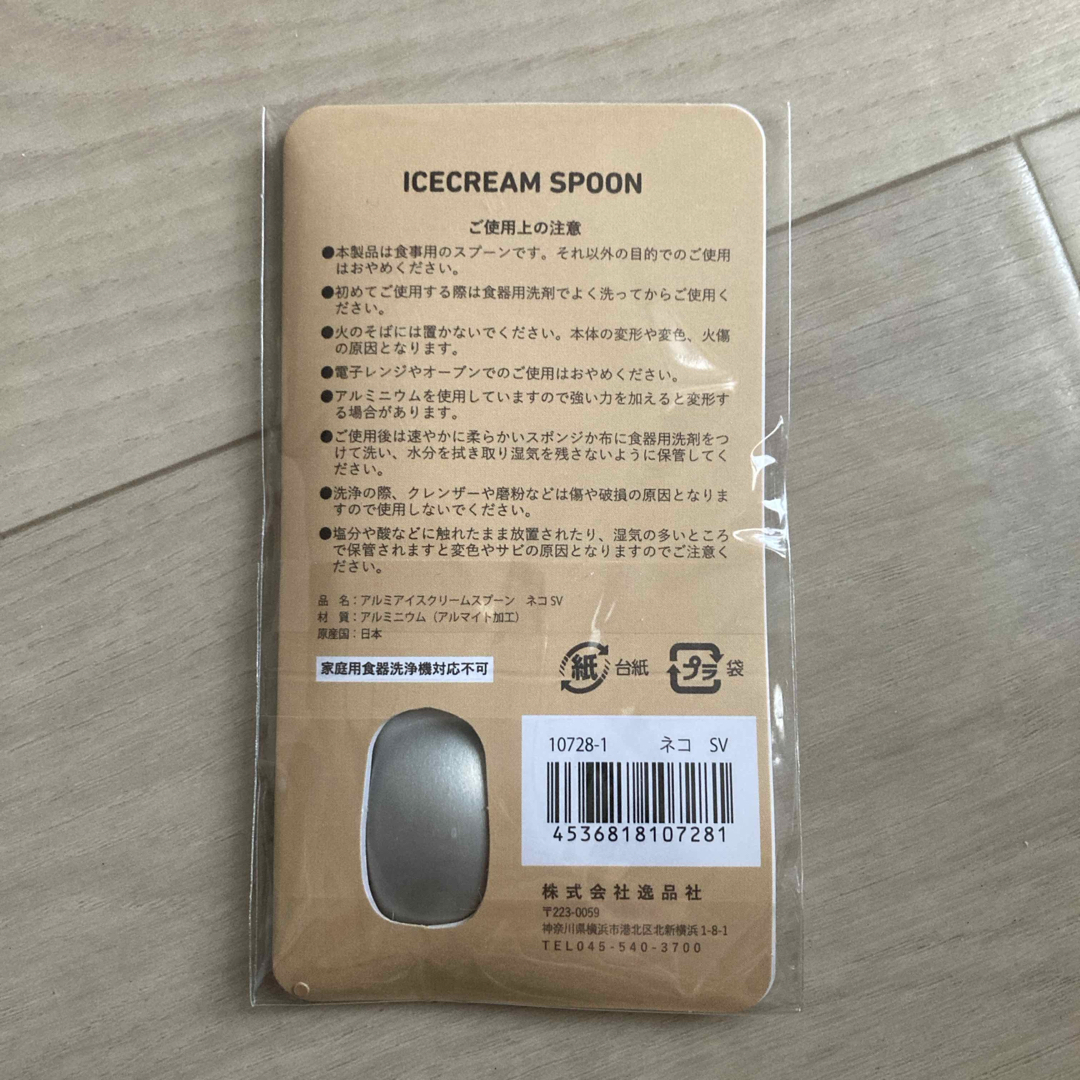 ICECREAM SPOON
ご使用上の注意
●本製品は食事用のスプーンです。それ以外の目的でのご使用
はおやめください。
●初めてご使用する際は食器用洗剤でよく洗ってからご使用く
ださい。
●火のそばには置かないでください。本体の変形や変色、火傷
の原因となります。
●電子レンジやオーブンでのご使用はおやめください。
●アルミニウムを使用していますので強い力を加えると変形す
る場合があります。
●ご使用後は速やかに柔らかいスポンジか布に食器用洗剤をつ
けて洗い、水分を拭き取り湿気を残さないように保管してく
ださい。
●洗浄の際、クレンザーや磨粉などは傷や破損の原因となりま
すので使用しないでください。
●塩分や酸などに触れたまま放置されたり、湿気の多いところ
で保管されますと変色やサビの原因となりますのでご注意く
ださい。
品 名：アルミアイスクリームスプーン ネコ SV
材 質：アルミニウム（アルマイト加工）
原産国：日本
家庭用食器洗浄機対応不可
紙 台紙 プラ 袋
10728-1 ネコ SV
4536818107281
株式会社逸品社
〒223-0059
神奈川県横浜市港北区北新横浜1-8-1
TEL045-540-3700